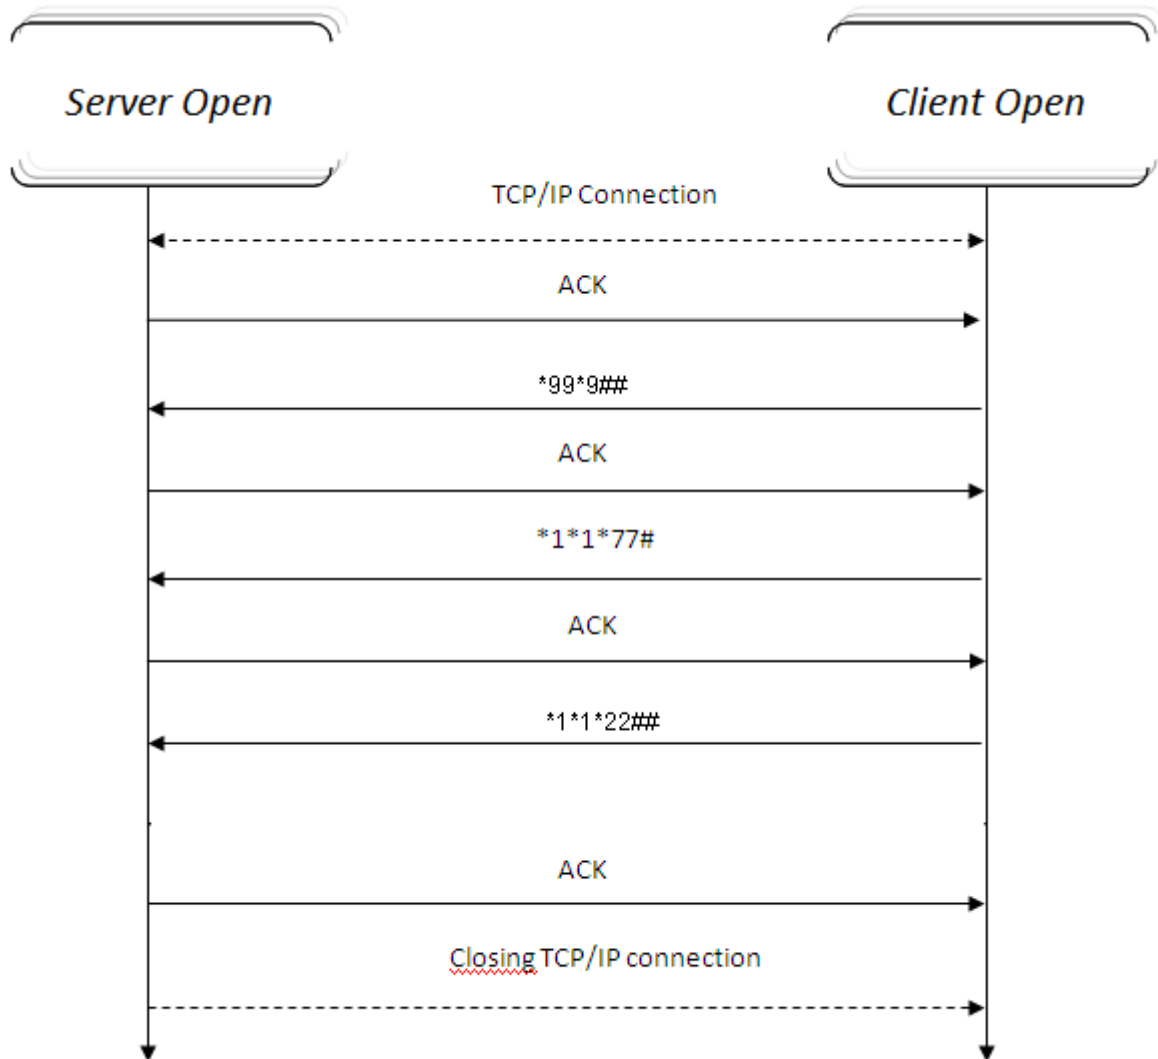 Server Open
Client Open
TCP/IP Connection
ACK
*99*9##
ACK
*1*1*77#
ACK
*1*1*22##
ACK
Closing TCP/IP connection